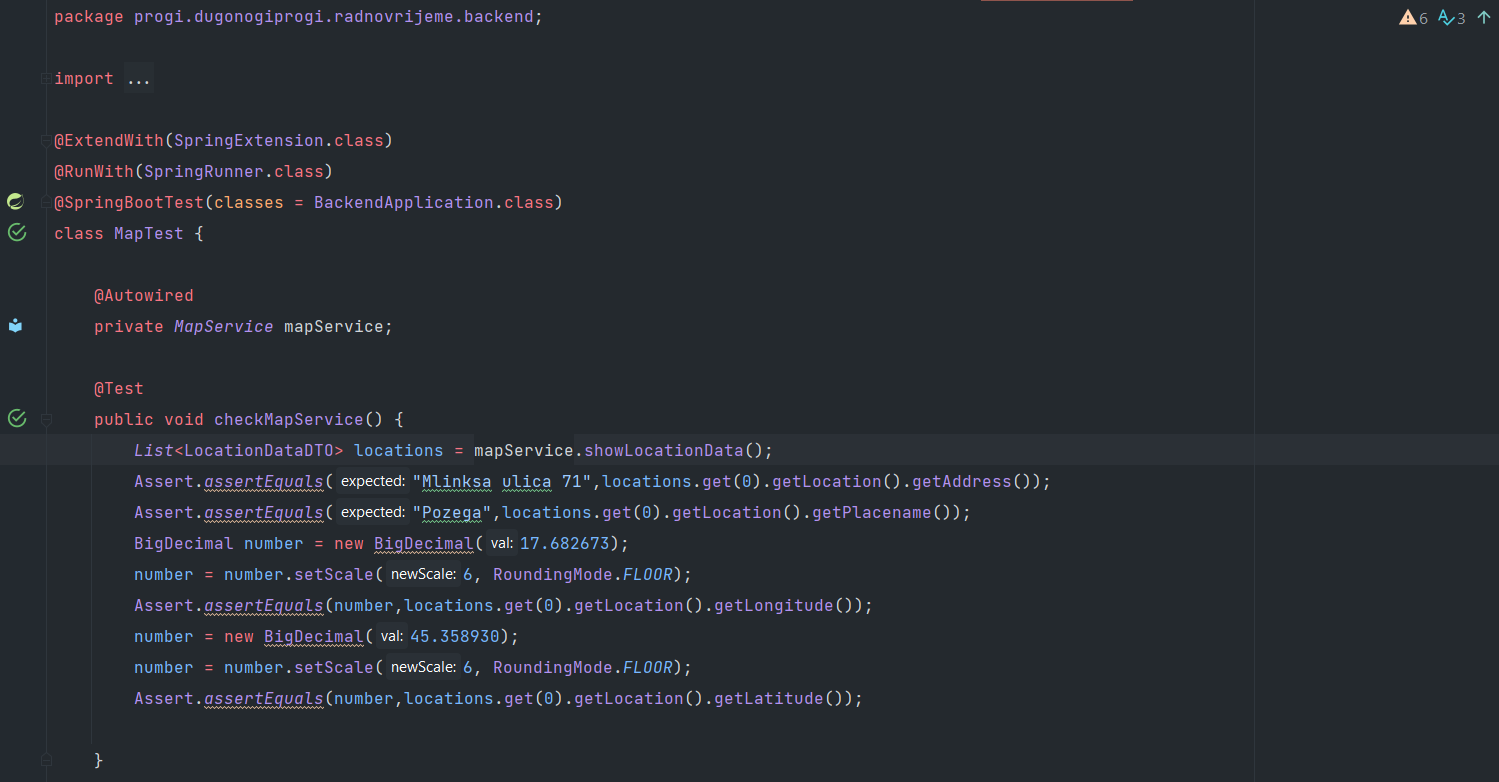 package progi.dugonogiprogi.radnovrijeme.backend;
6 3
import ...
@ExtendWith(SpringExtension.class)
@RunWith(SpringRunner.class)
@SpringBootTest(classes = BackendApplication.class)
class MapTest {
@Autowired
private MapService mapService;
@Test
public void checkMapService() {
List<LocationDataDTO> locations = mapService.showLocationData();
Assert.assertEquals( expected: "Mlinksa ulica 71",locations.get(0).getLocation().getAddress());
Assert.assertEquals( expected: "Pozega",locations.get(0).getLocation().getPlacename());
BigDecimal number = new BigDecimal( val: 17.682673);
number = number.setScale( newScale: 6, RoundingMode.FLOOR);
Assert.assertEquals(number,locations.get(0).getLocation().getLongitude());
number = new BigDecimal( val: 45.358930);
number = number.setScale( newScale: 6, RoundingMode.FLOOR);
Assert.assertEquals(number,locations.get(0).getLocation().getLatitude());
}